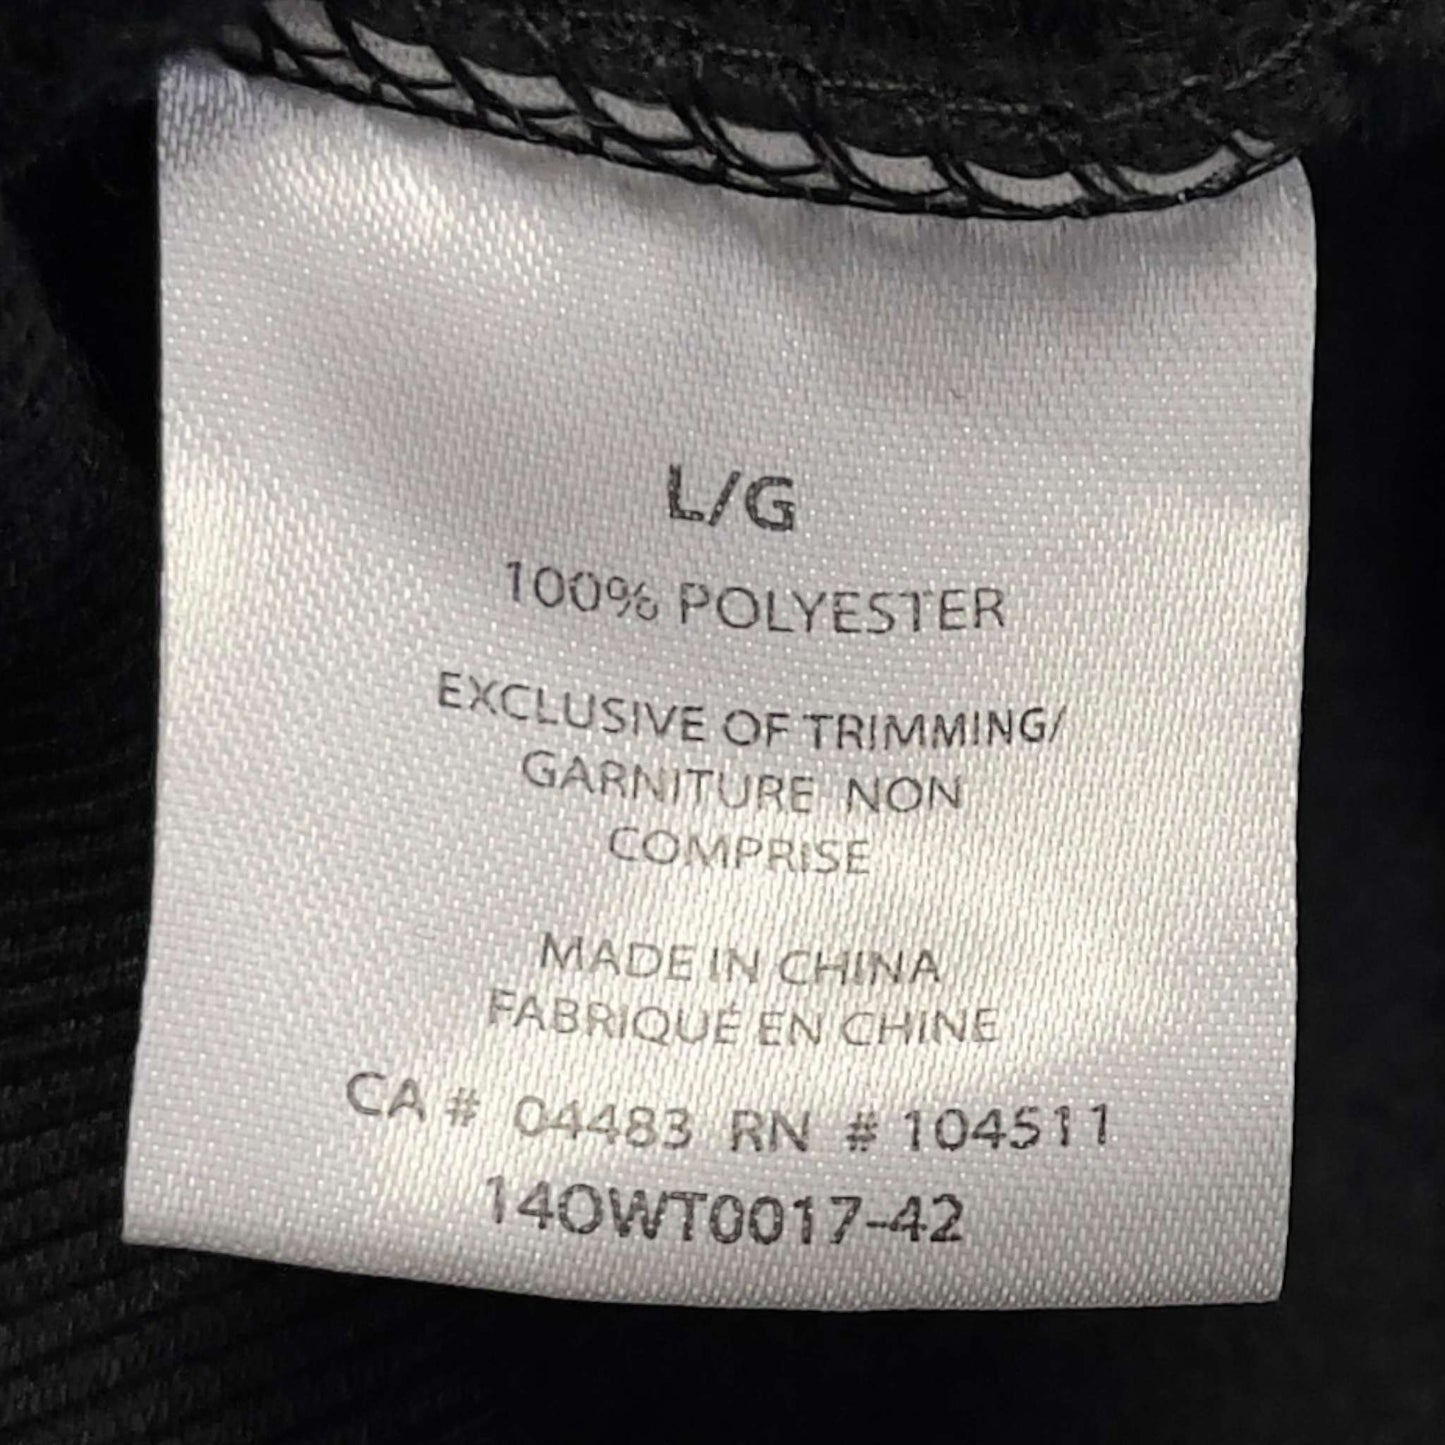 L/G
100% POLYESTER
EXCLUSIVE OF TRIMMING/
GARNITURE NON
COMPRISE
MADE IN CHINA
FABRIQUÉ EN CHINE
CA # 04483 RN # 104511
14OWT0017-42